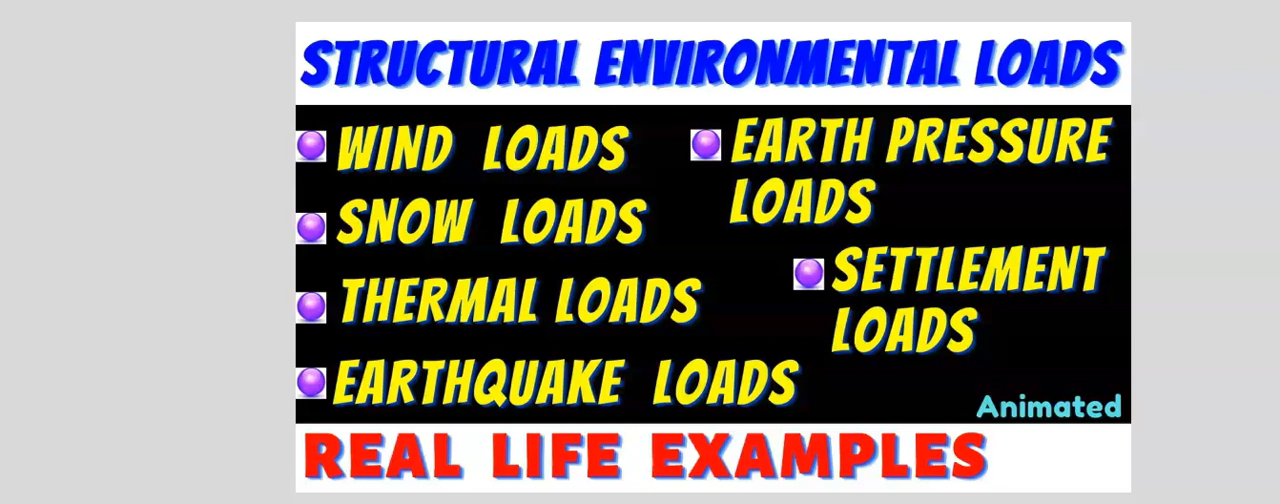 STRUCTURAL ENVIRONMENTAL LOADS
WIND LOADS
SNOW LOADS
THERMAL LOADS
EARTHQUAKE LOADS
EARTH PRESSURE
LOADS
SETTLEMENT
LOADS
Animated
REAL LIFE EXAMPLES